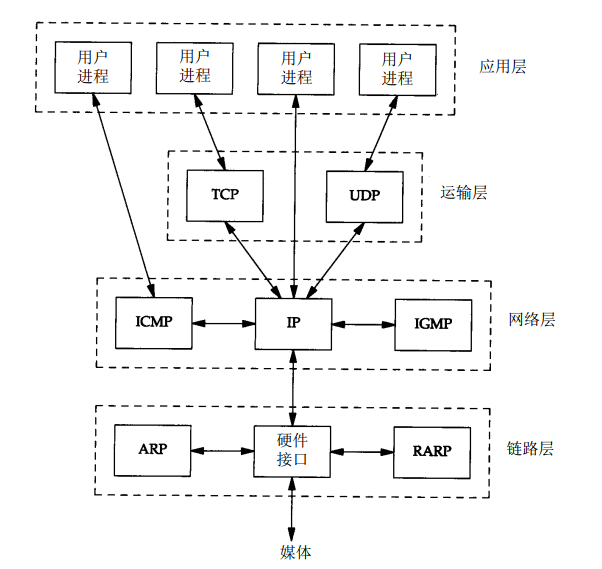 用户
进程
用户
进程
用户
进程
用户
进程
应用层
TCP
UDP
运输层
ICMP
IP
IGMP
网络层
ARP
硬件
接口
RARP
链路层
媒体